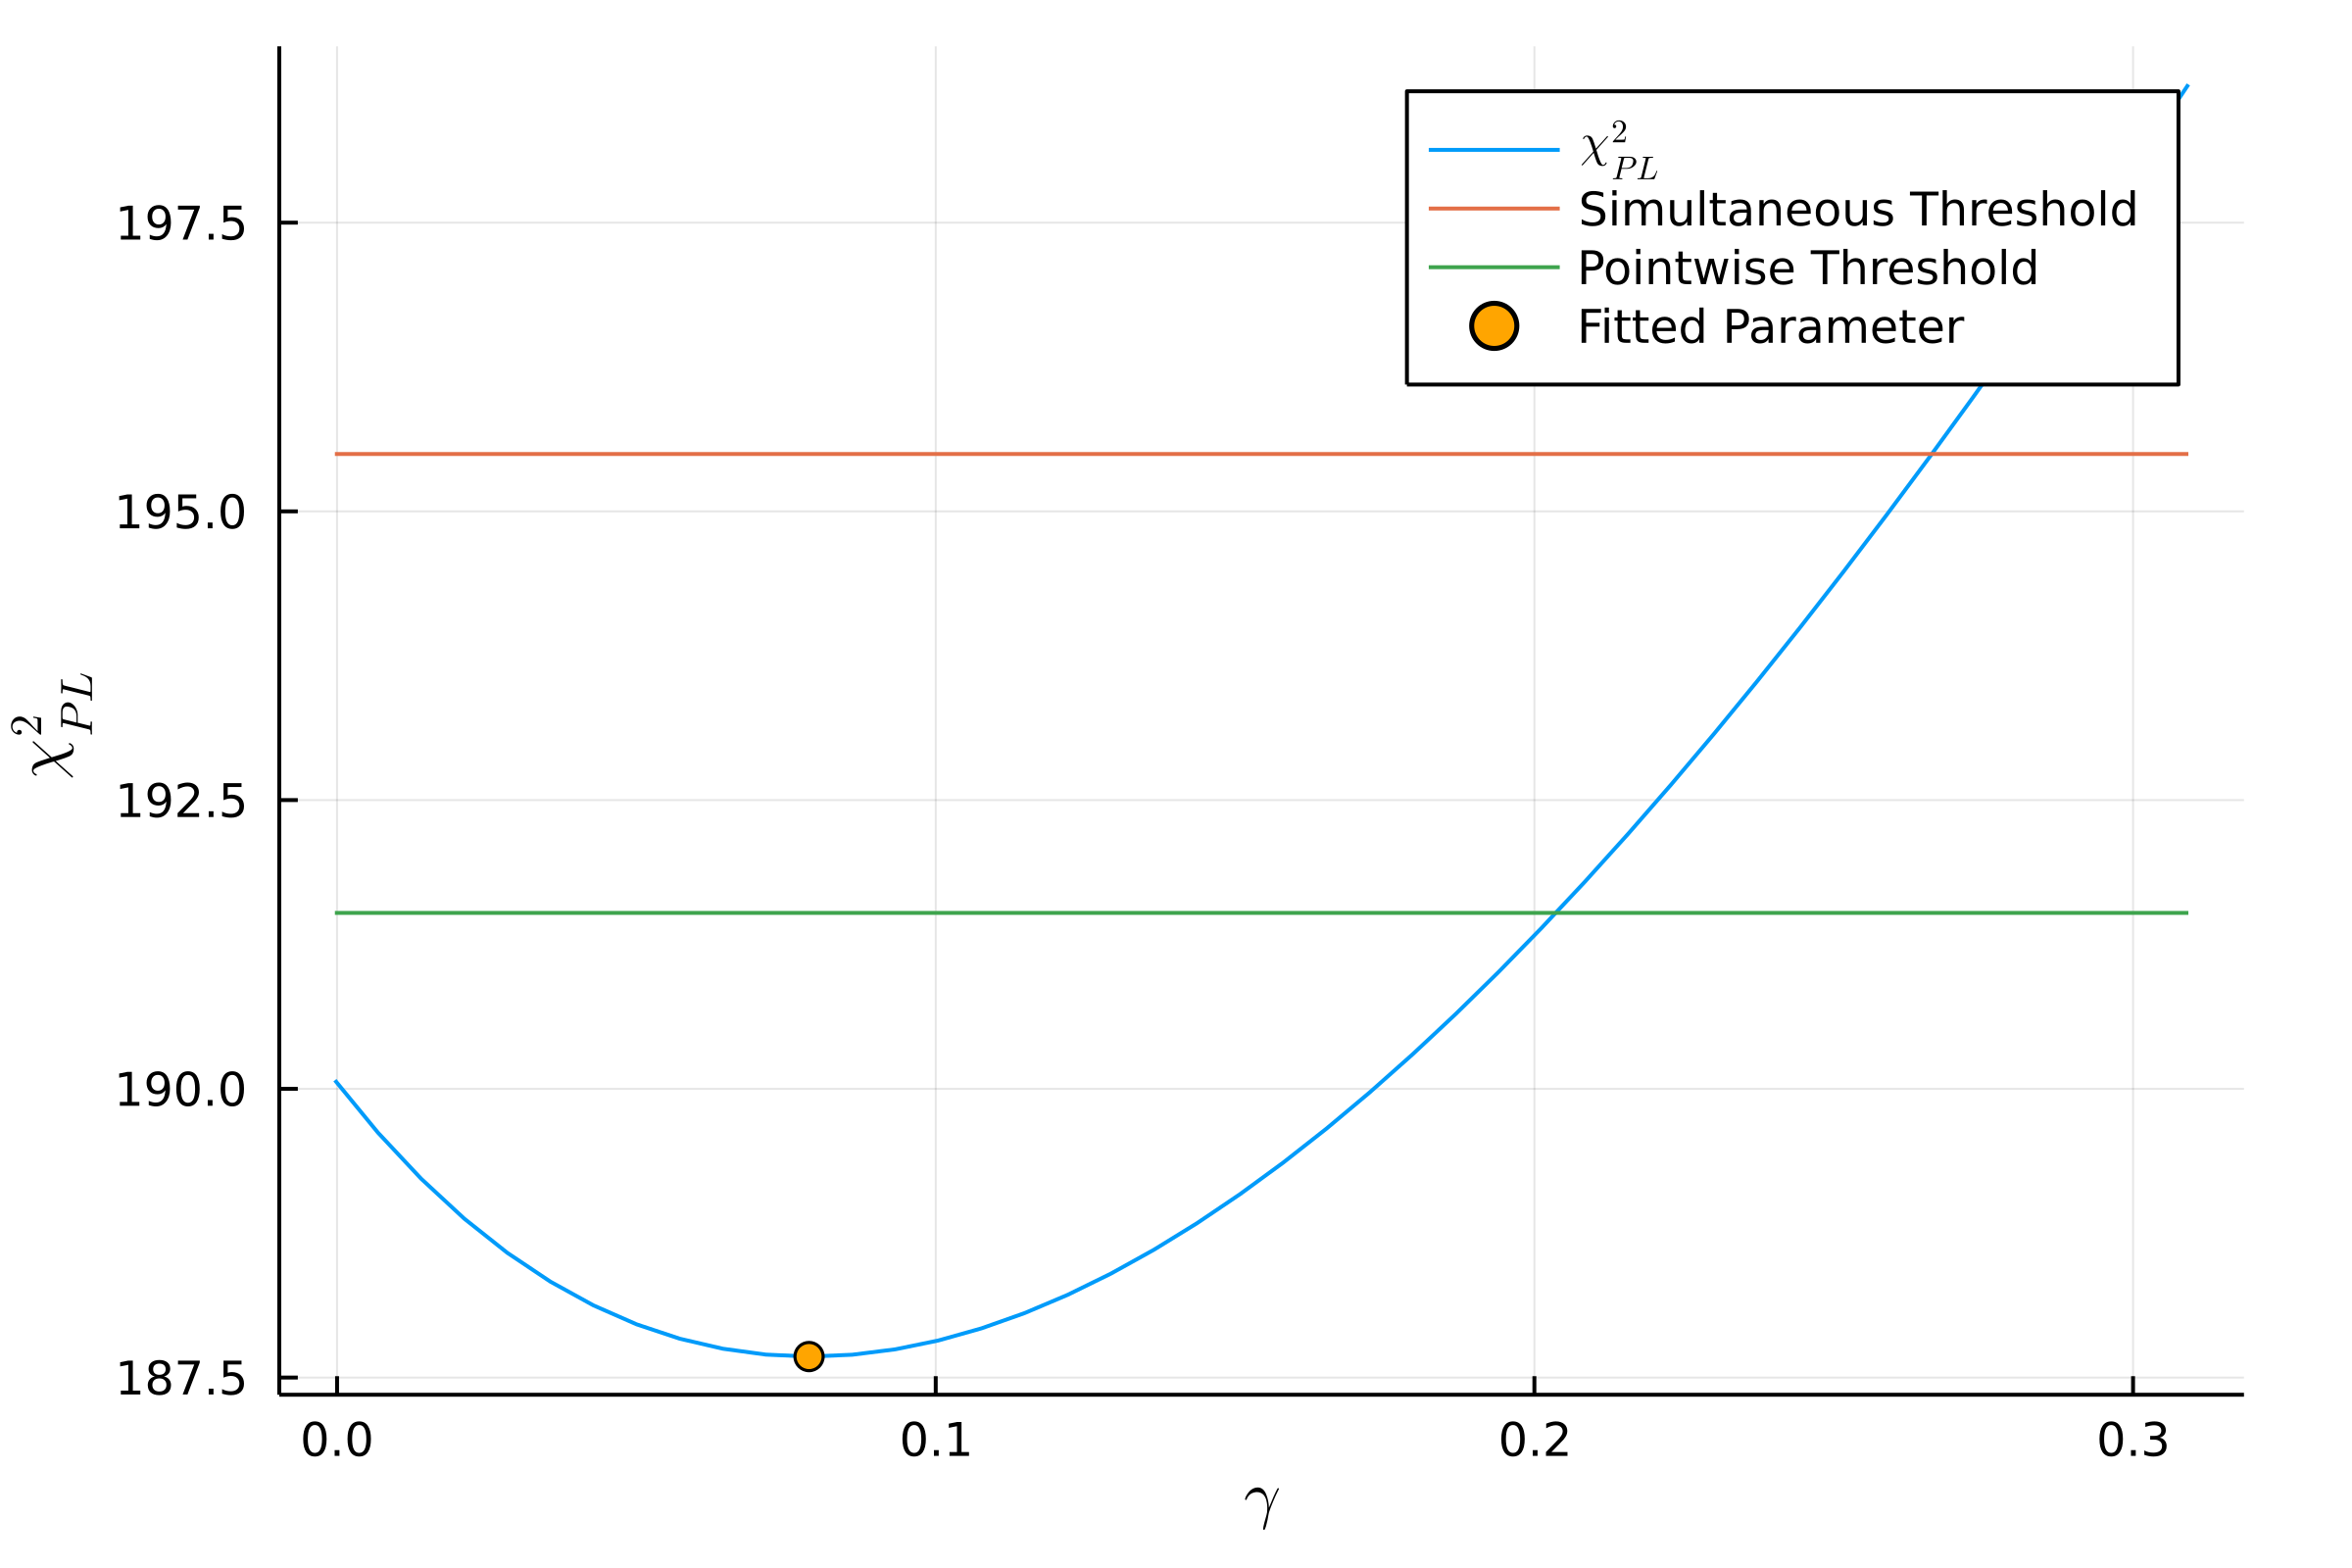 χ²_PL
Simultaneous Threshold
Pointwise Threshold
Fitted Parameter
197.5
195.0
192.5
190.0
187.5
χ²_PL
0.0 0.1 0.2 0.3
γ